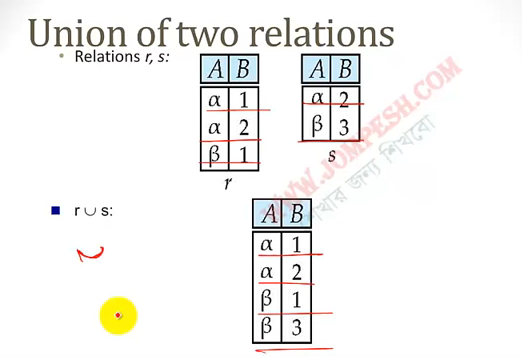 Union of two relations
• Relations r, s:
A B
α 1
α 2
β 1
r
A B
α 2
β 3
s
WWW.JOMPESH.COM
শেখার জন্য শিখবো
■ r ∪ s:
A B
α 1
α 2
β 1
β 3